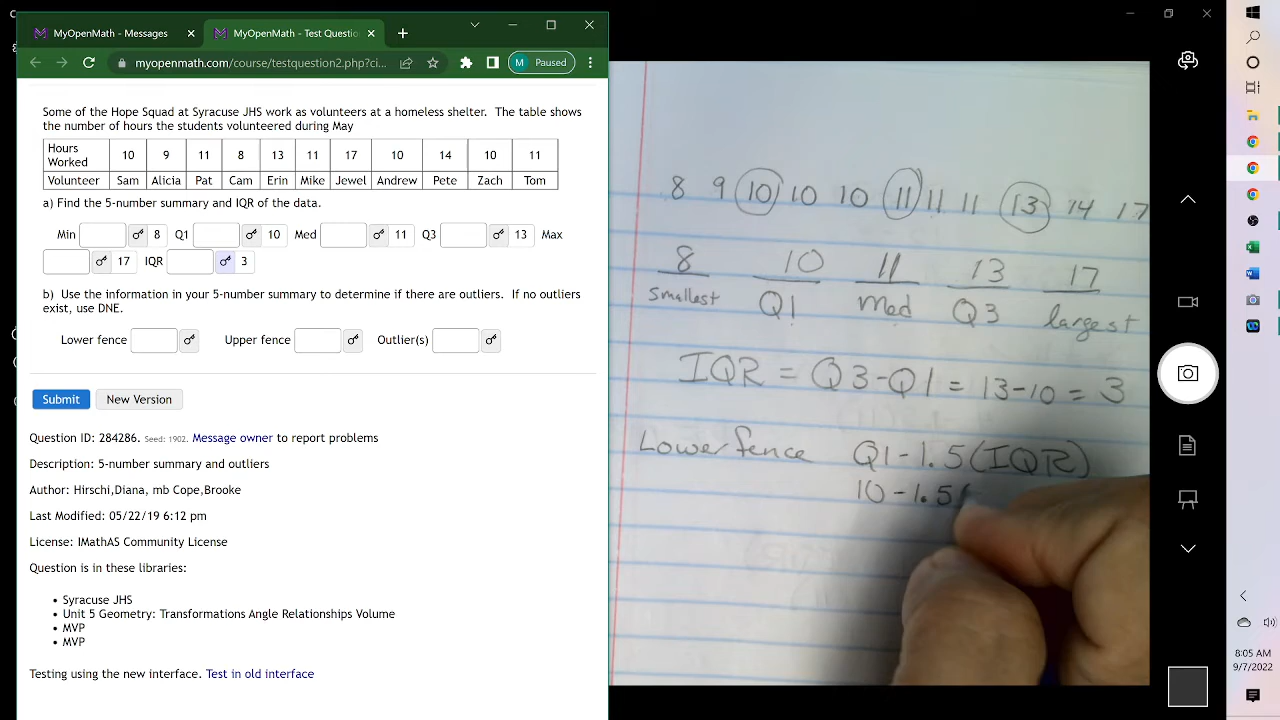 MyOpenMath - Messages
MyOpenMath - Test Questio
myopenmath.com/course/testquestion2.php?ci...
Paused
Some of the Hope Squad at Syracuse JHS work as volunteers at a homeless shelter. The table shows
the number of hours the students volunteered during May
Hours Worked 10 9 11 8 13 11 17 10 14 10 11
Volunteer Sam Alicia Pat Cam Erin Mike Jewel Andrew Pete Zach Tom
a) Find the 5-number summary and IQR of the data.
Min 8 Q1 10 Med 11 Q3 13 Max
17 IQR 3
b) Use the information in your 5-number summary to determine if there are outliers. If no outliers
exist, use DNE.
Lower fence Upper fence Outlier(s)
Submit New Version
Question ID: Seed: 1902. Message owner to report problems
Description: 5-number summary and outliers
Author: Hirschi,Diana, mb Cope,Brooke
Last Modified: 05/22/19 6:12 pm
License: IMathAS Community License
Question is in these libraries:
• Syracuse JHS
• Unit 5 Geometry: Transformations Angle Relationships Volume
• MVP
• MVP
Testing using the new interface. Test in old interface
8 9 10 10 10 11 11 11 13 14 17
8 10 11 13 17
smallest Q1 med Q3 largest
IQR = Q3-Q1 = 13-10 = 3
Lower fence Q1-1.5(IQR)
10-1.5(
8:05 AM
9/7/2022